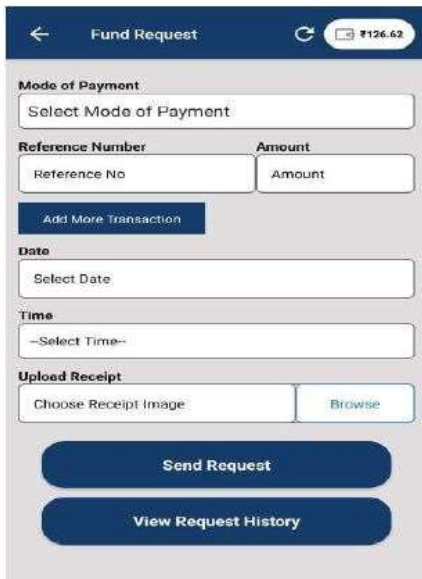 Fund Request ₹126.62
Mode of Payment
Select Mode of Payment
Reference Number Amount
Reference No Amount
Add More Transaction
Date
Select Date
Time
--Select Time--
Upload Receipt
Choose Receipt Image Browse
Send Request
View Request History